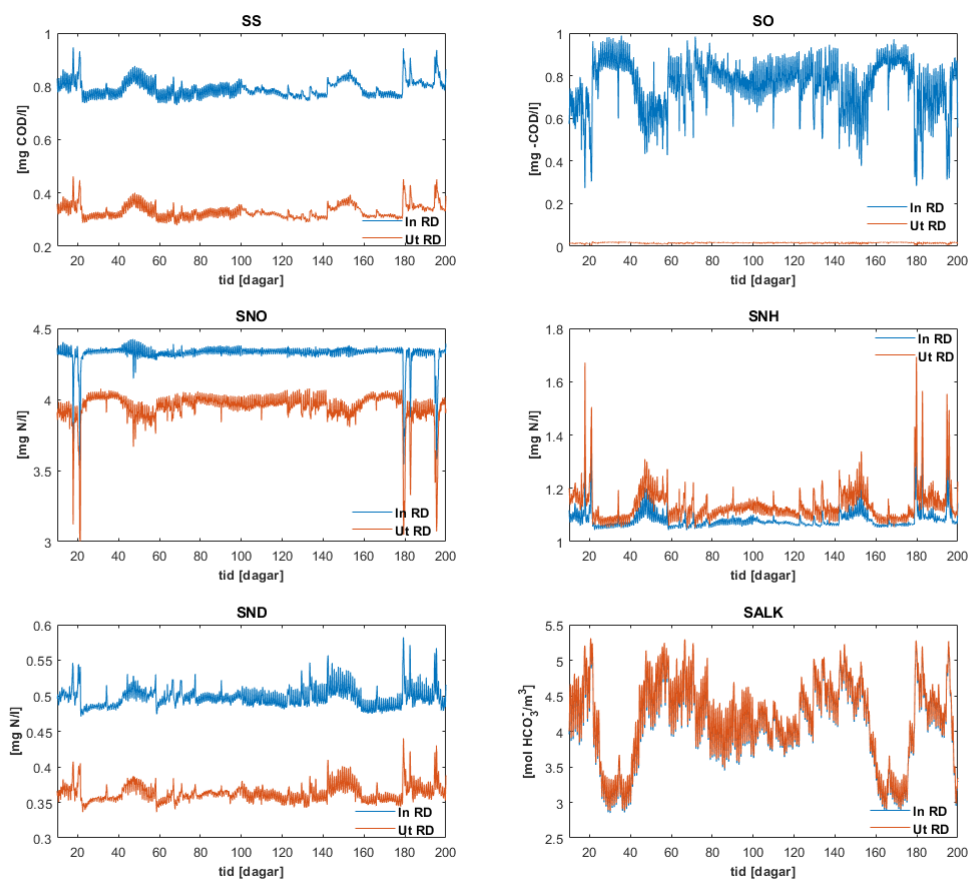 SS
[mg COD/l]
1
0.8
0.6
0.4
0.2
20 40 60 80 100 120 140 160 180 200
tid [dagar]
In RD
Ut RD
SO
[mg -COD/l]
1
0.8
0.6
0.4
0.2
0
20 40 60 80 100 120 140 160 180 200
tid [dagar]
In RD
Ut RD
SNO
[mg N/l]
4.5
4
3.5
3
20 40 60 80 100 120 140 160 180 200
tid [dagar]
In RD
Ut RD
SNH
[mg N/l]
1.8
1.6
1.4
1.2
1
20 40 60 80 100 120 140 160 180 200
tid [dagar]
In RD
Ut RD
SND
[mg N/l]
0.6
0.55
0.5
0.45
0.4
0.35
0.3
20 40 60 80 100 120 140 160 180 200
tid [dagar]
In RD
Ut RD
SALK
[mol HCO₃⁻/m³]
5.5
5
4.5
4
3.5
3
2.5
20 40 60 80 100 120 140 160 180 200
tid [dagar]
In RD
Ut RD